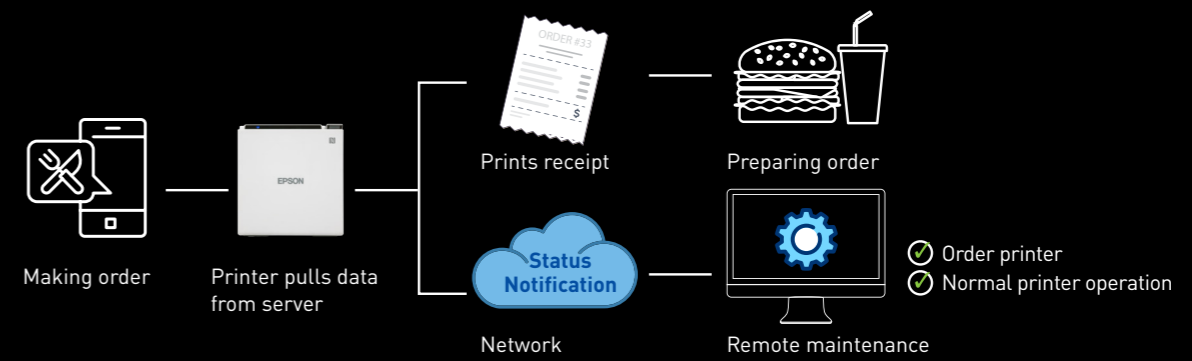 ORDER #33
$
Prints receipt
Preparing order
EPSON
Making order
Printer pulls data
from server
Status
Notification
Network
Order printer
Normal printer operation
Remote maintenance